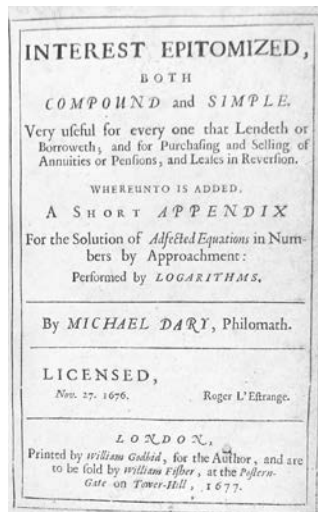 INTEREST EPITOMIZED,
BOTH
COMPOUND and SIMPLE.
Very uſeful for every one that Lendeth or
Borroweth; and for Purchaſing and Selling of
Annuities or Penſions, and Leaſes in Reverſion.
WHEREUNTO IS ADDED,
A SHORT APPENDIX
For the Solution of Adfected Equations in Num-
bers by Approachment:
Performed by LOGARITHMS.
By MICHAEL DARY, Philomath.
LICENSED,
Nov. 27. 1676. Roger L'Eſtrange.
LONDON,
Printed by William Godbid, for the Author, and are
to be ſold by William Fiſher, at the Poſtern-
Gate on Tower-Hill, 1677.